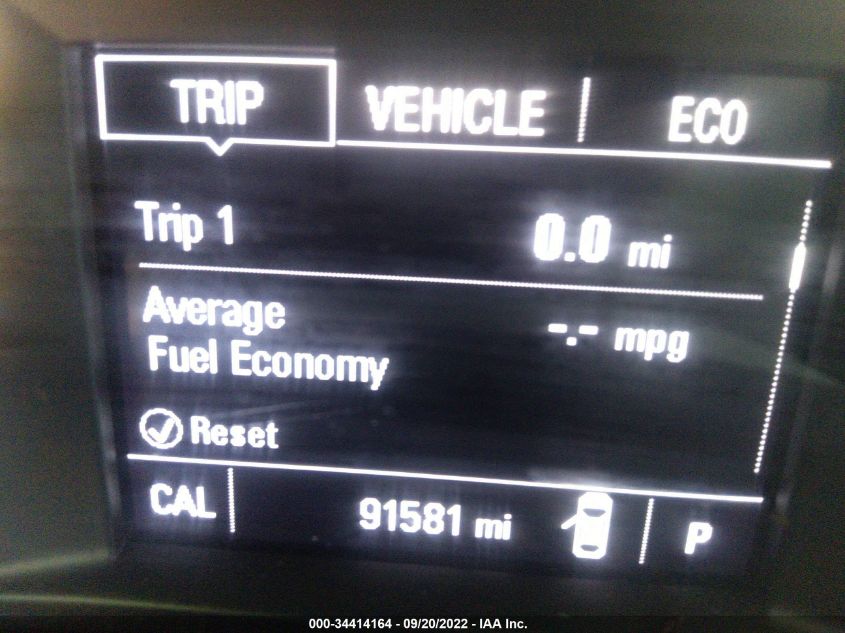 TRIP VEHICLE ECO
Trip 1 0.0 mi
Average
Fuel Economy -.- mpg
Reset
CAL 91581 mi P
000-34414164 - 09/20/2022 - IAA Inc.